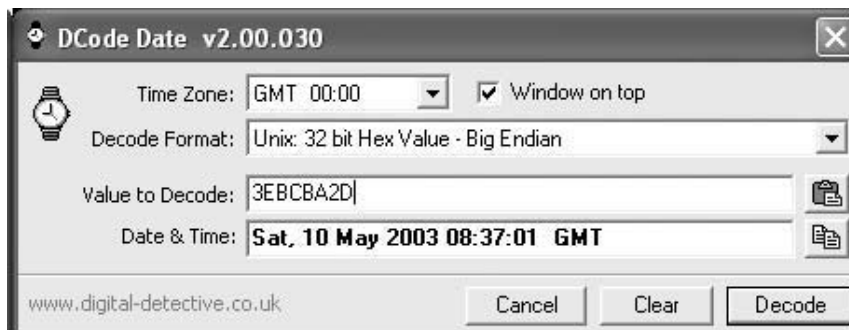 DCode Date v2.00.030
Time Zone: GMT 00:00 Window on top
Decode Format: Unix: 32 bit Hex Value - Big Endian
Value to Decode: 3EBCBA2D
Date & Time: Sat, 10 May 2003 08:37:01 GMT
www.digital-detective.co.uk Cancel Clear Decode